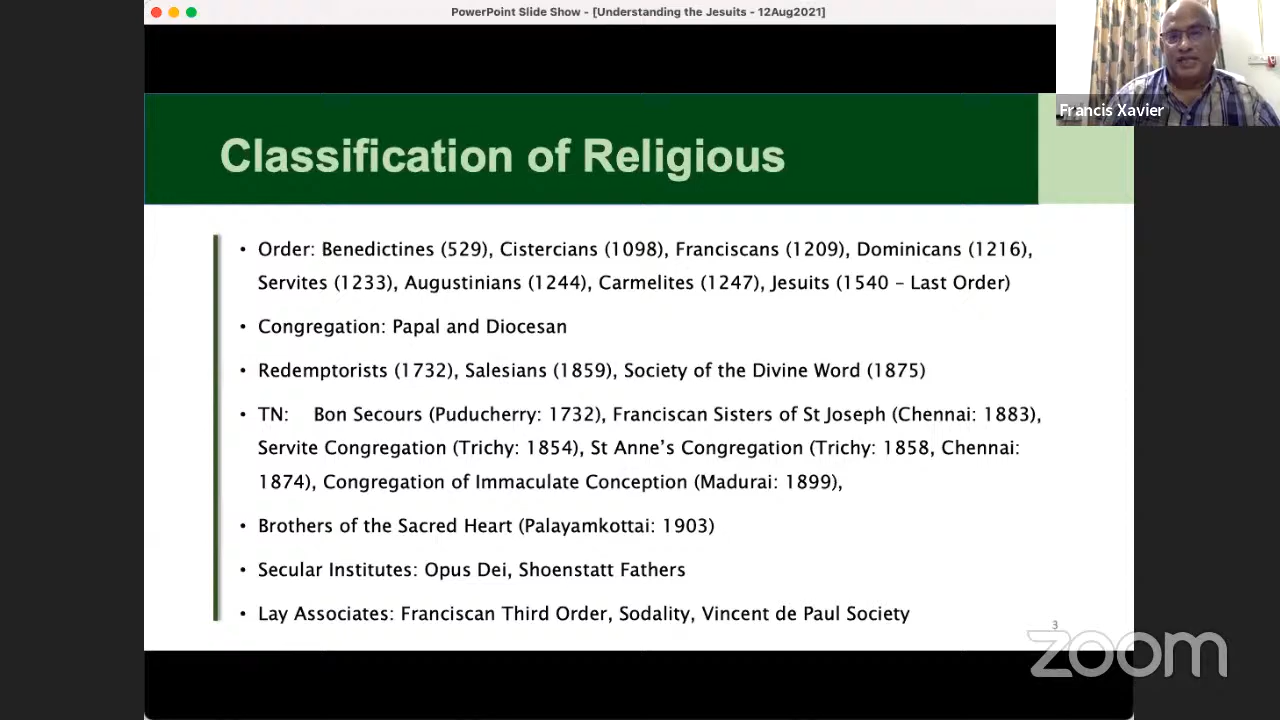 PowerPoint Slide Show - [Understanding the Jesuits - 12Aug2021]
Francis Xavier
Classification of Religious
• Order: Benedictines (529), Cistercians (1098), Franciscans (1209), Dominicans (1216),
Servites (1233), Augustinians (1244), Carmelites (1247), Jesuits (1540 – Last Order)
• Congregation: Papal and Diocesan
• Redemptorists (1732), Salesians (1859), Society of the Divine Word (1875)
• TN: Bon Secours (Puducherry: 1732), Franciscan Sisters of St Joseph (Chennai: 1883),
Servite Congregation (Trichy: 1854), St Anne’s Congregation (Trichy: 1858, Chennai:
1874), Congregation of Immaculate Conception (Madurai: 1899),
• Brothers of the Sacred Heart (Palayamkottai: 1903)
• Secular Institutes: Opus Dei, Shoenstatt Fathers
• Lay Associates: Franciscan Third Order, Sodality, Vincent de Paul Society
3
zoom